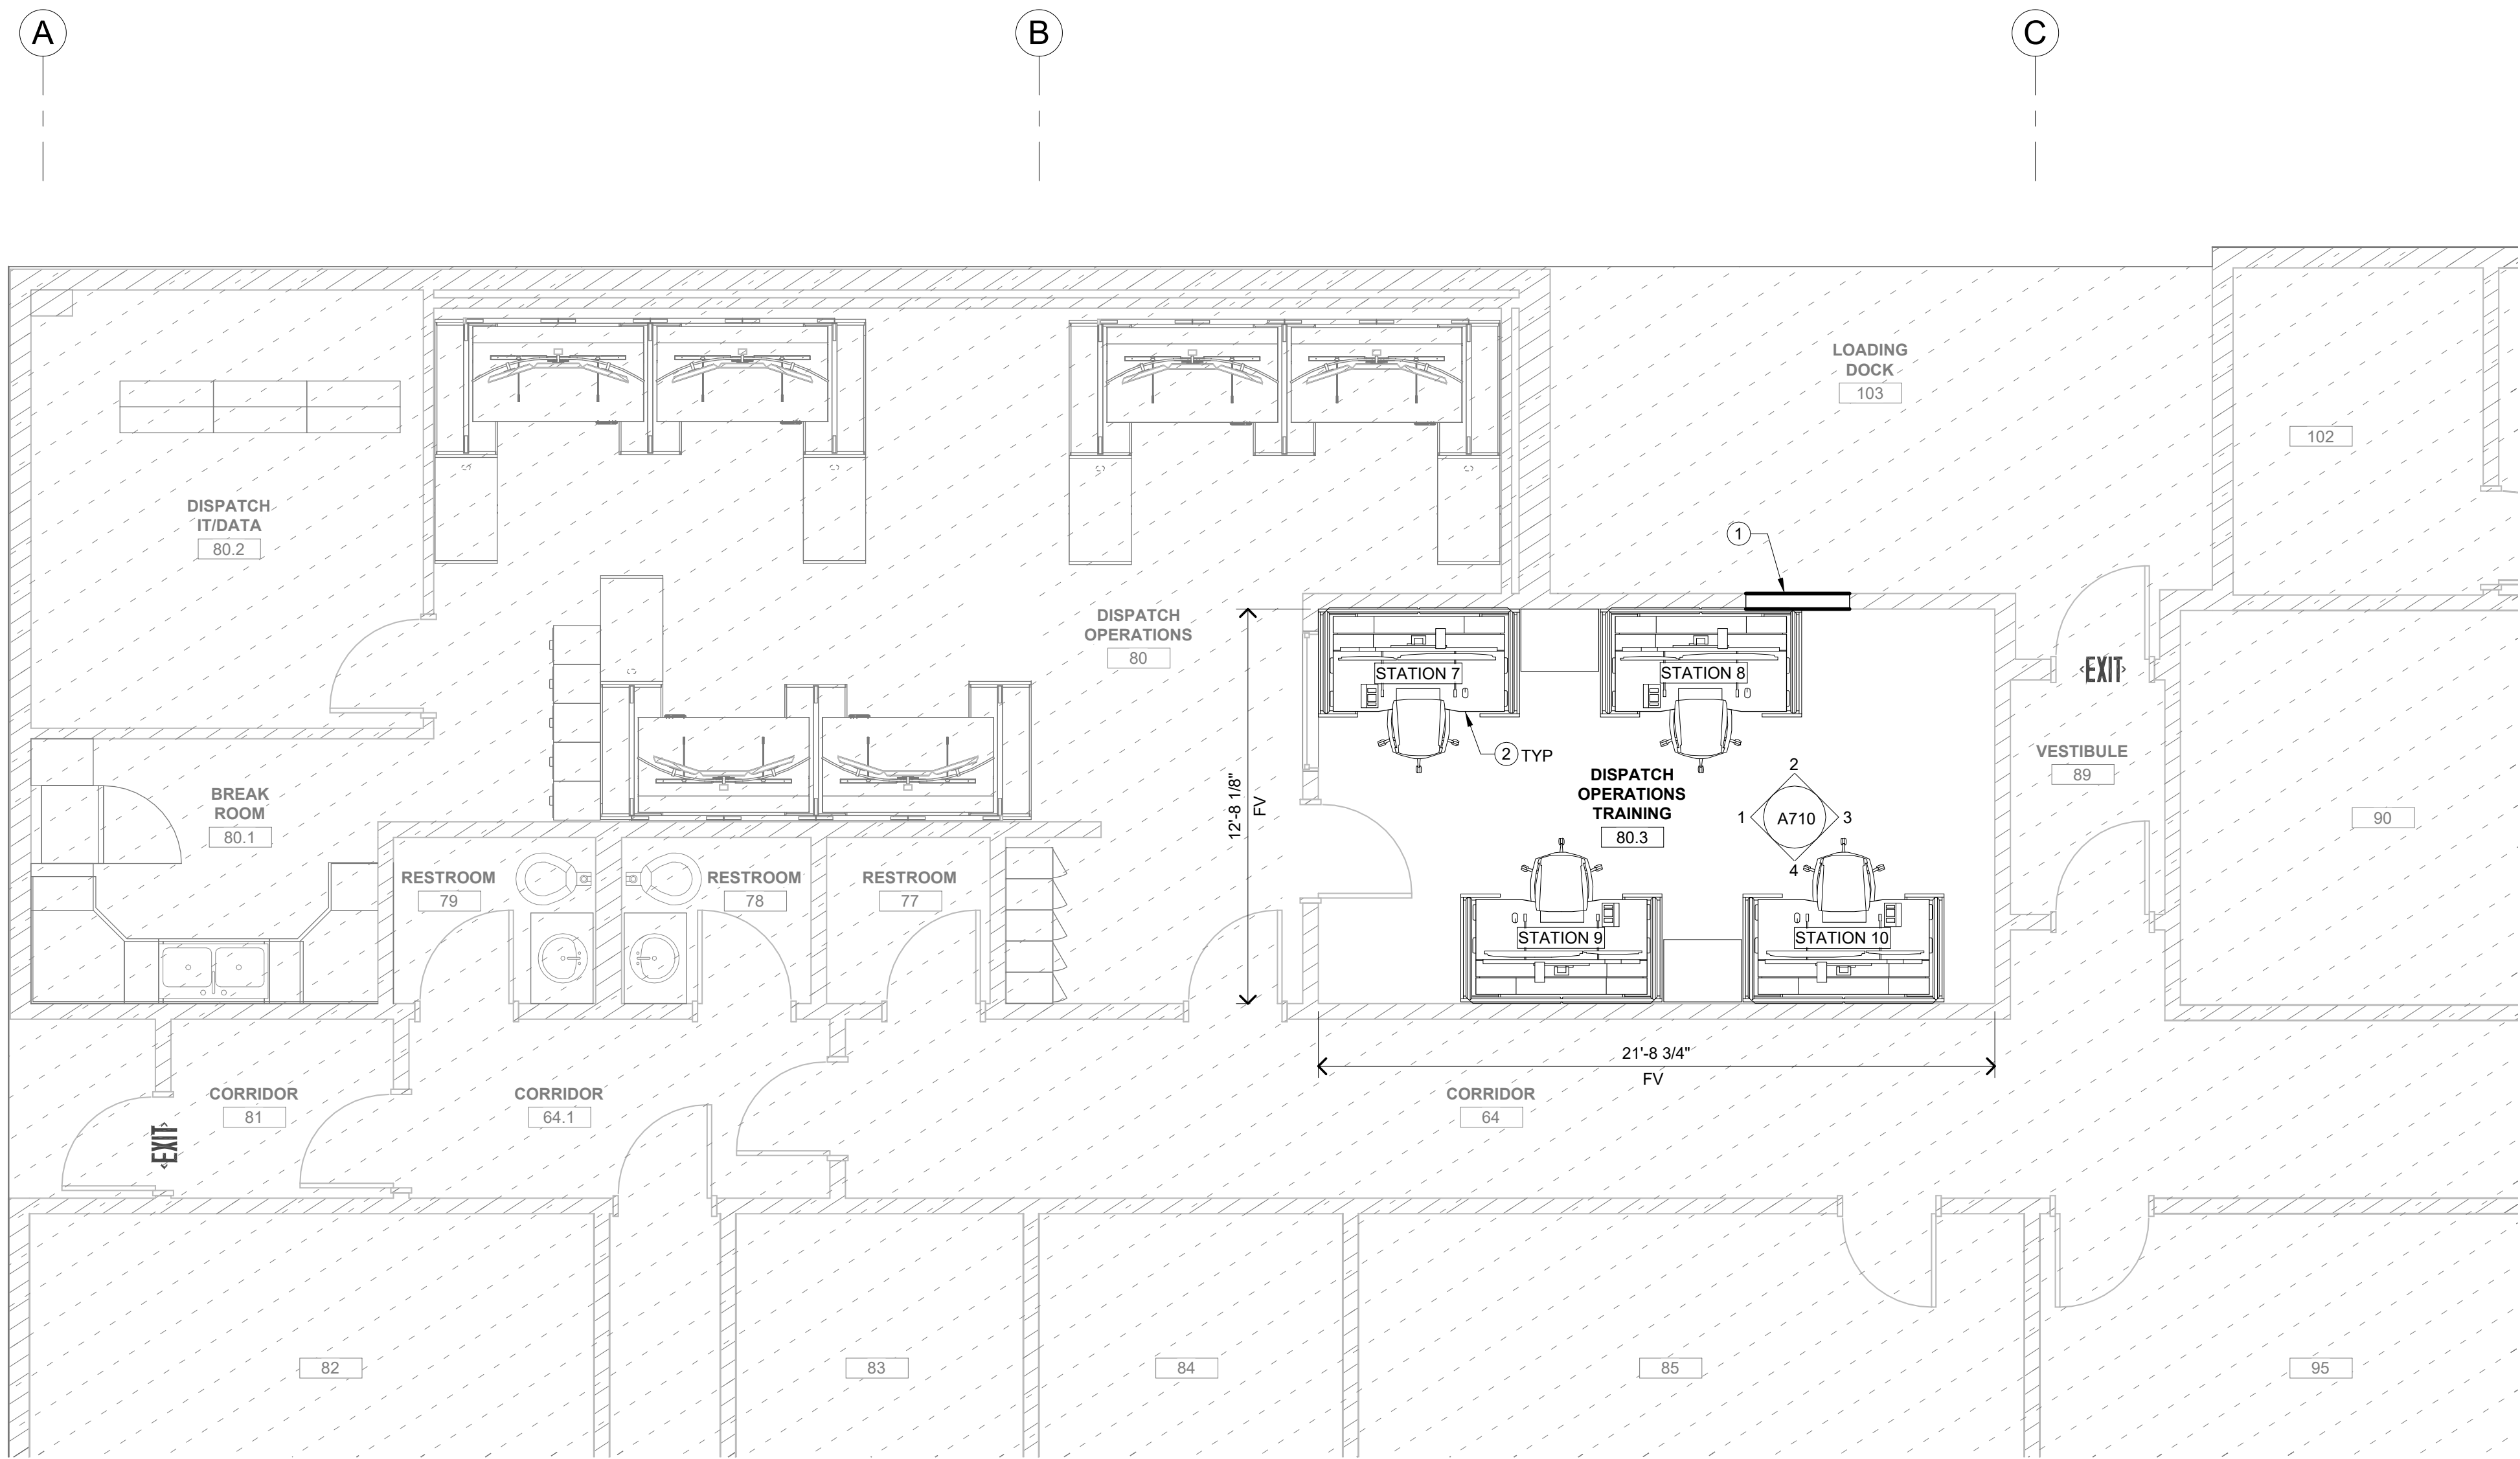 A
B
C
LOADING
DOCK
103
102
DISPATCH
IT/DATA
80.2
1
DISPATCH
OPERATIONS
80
STATION 7
STATION 8
EXIT
2 TYP
VESTIBULE
89
12'-8 1/8"
FV
DISPATCH
OPERATIONS
TRAINING
80.3
2
1
A710
3
4
90
BREAK
ROOM
80.1
RESTROOM
79
RESTROOM
78
RESTROOM
77
STATION 9
STATION 10
21'-8 3/4"
FV
CORRIDOR
81
EXIT
CORRIDOR
64.1
CORRIDOR
64
82
83
84
85
95